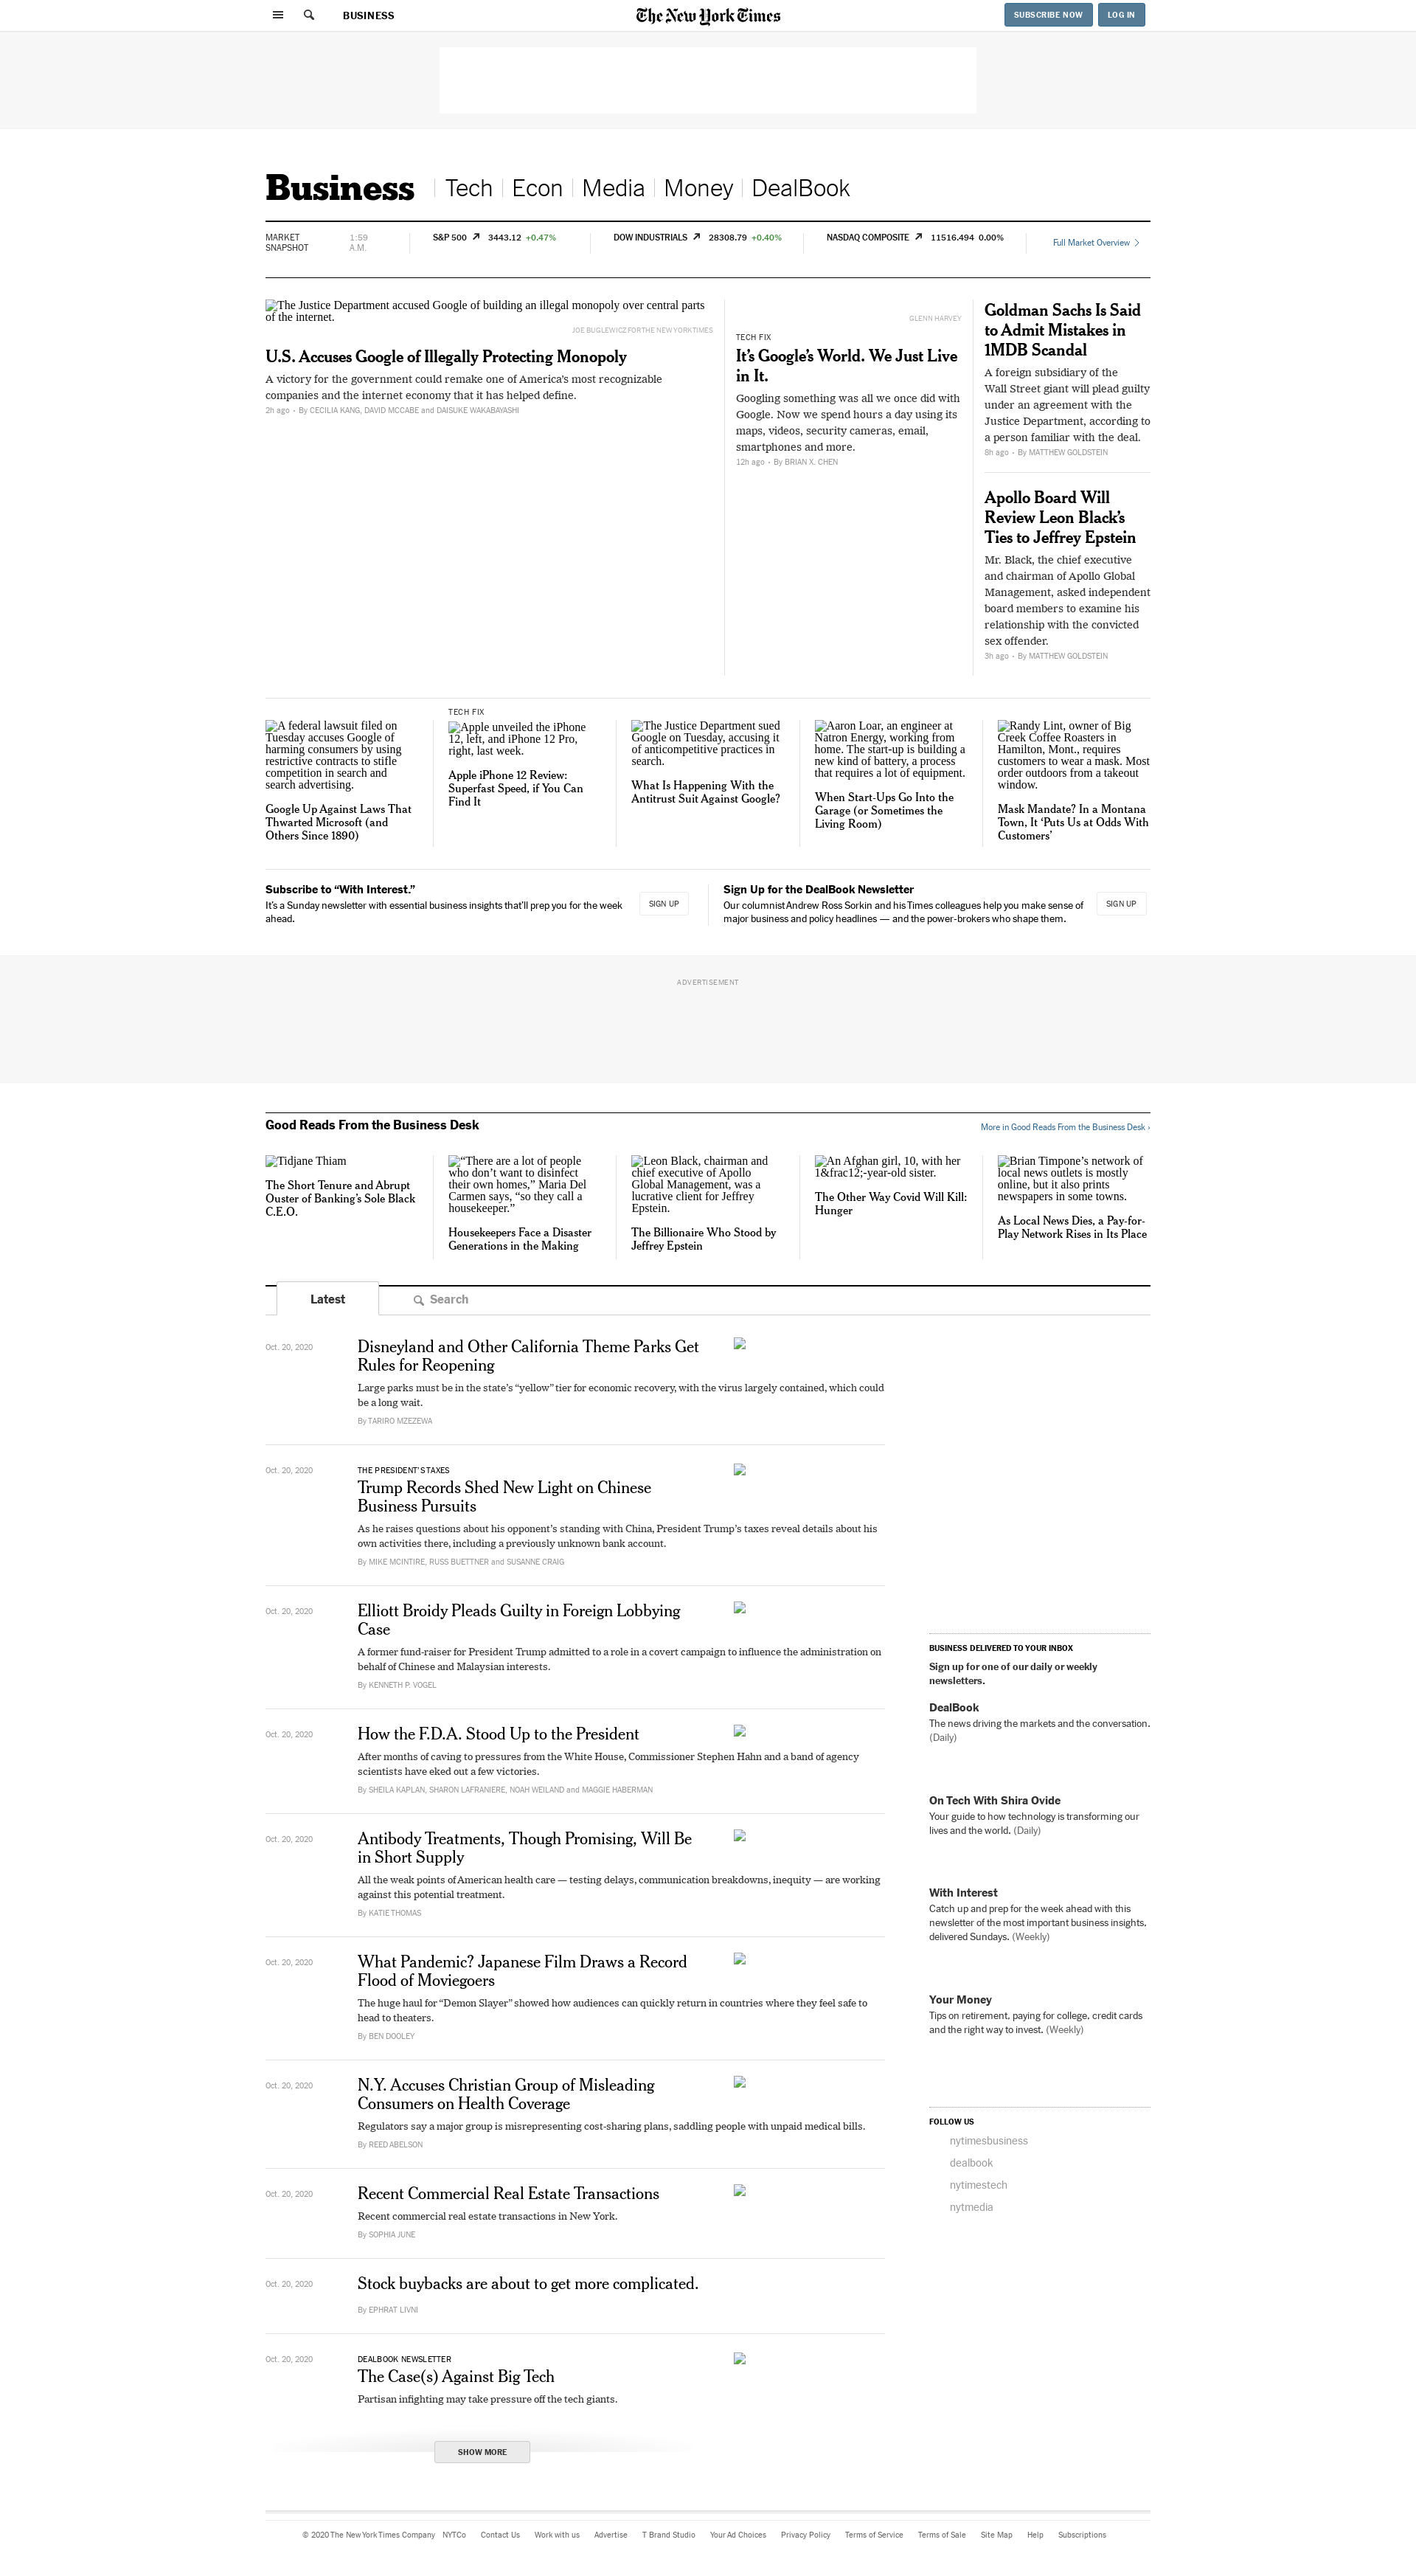 BUSINESS
The New York Times
SUBSCRIBE NOW
LOG IN
Business
Tech
Econ
Media
Money
DealBook
MARKET
SNAPSHOT
1:59
A.M.
S&P 500 3443.12 +0.47%
DOW INDUSTRIALS 28308.79 +0.40%
NASDAQ COMPOSITE 11516.494 0.00%
Full Market Overview
The Justice Department accused Google of building an illegal monopoly over central parts
of the internet.
JOE BUGLEWICZ FOR THE NEW YORK TIMES
U.S. Accuses Google of Illegally Protecting Monopoly
A victory for the government could remake one of America's most recognizable
companies and the internet economy that it has helped define.
2h ago • By CECILIA KANG, DAVID MCCABE and DAISUKE WAKABAYASHI
GLENN HARVEY
TECH FIX
It’s Google’s World. We Just Live
in It.
Googling something was all we once did with
Google. Now we spend hours a day using its
maps, videos, security cameras, email,
smartphones and more.
12h ago • By BRIAN X. CHEN
Goldman Sachs Is Said
to Admit Mistakes in
1MDB Scandal
A foreign subsidiary of the
Wall Street giant will plead guilty
under an agreement with the
Justice Department, according to
a person familiar with the deal.
8h ago • By MATTHEW GOLDSTEIN
Apollo Board Will
Review Leon Black’s
Ties to Jeffrey Epstein
Mr. Black, the chief executive
and chairman of Apollo Global
Management, asked independent
board members to examine his
relationship with the convicted
sex offender.
3h ago • By MATTHEW GOLDSTEIN
A federal lawsuit filed on
Tuesday accuses Google of
harming consumers by using
restrictive contracts to stifle
competition in search and
search advertising.
Google Up Against Laws That
Thwarted Microsoft (and
Others Since 1890)
TECH FIX
Apple unveiled the iPhone
12, left, and iPhone 12 Pro,
right, last week.
Apple iPhone 12 Review:
Superfast Speed, if You Can
Find It
The Justice Department sued
Google on Tuesday, accusing it
of anticompetitive practices in
search.
What Is Happening With the
Antitrust Suit Against Google?
Aaron Loar, an engineer at
Natron Energy, working from
home. The start-up is building a
new kind of battery, a process
that requires a lot of equipment.
When Start-Ups Go Into the
Garage (or Sometimes the
Living Room)
Randy Lint, owner of Big
Creek Coffee Roasters in
Hamilton, Mont., requires
customers to wear a mask. Most
order outdoors from a takeout
window.
Mask Mandate? In a Montana
Town, It ‘Puts Us at Odds With
Customers’
Subscribe to “With Interest.”
It’s a Sunday newsletter with essential business insights that’ll prep you for the week
ahead.
SIGN UP
Sign Up for the DealBook Newsletter
Our columnist Andrew Ross Sorkin and his Times colleagues help you make sense of
major business and policy headlines — and the power-brokers who shape them.
SIGN UP
ADVERTISEMENT
Good Reads From the Business Desk
More in Good Reads From the Business Desk ›
Tidjane Thiam
The Short Tenure and Abrupt
Ouster of Banking’s Sole Black
C.E.O.
“There are a lot of people
who don’t want to disinfect
their own homes,” Maria Del
Carmen says, “so they call a
housekeeper.”
Housekeepers Face a Disaster
Generations in the Making
Leon Black, chairman and
chief executive of Apollo
Global Management, was a
lucrative client for Jeffrey
Epstein.
The Billionaire Who Stood by
Jeffrey Epstein
An Afghan girl, 10, with her
1&frac12;-year-old sister.
The Other Way Covid Will Kill:
Hunger
Brian Timpone’s network of
local news outlets is mostly
online, but it also prints
newspapers in some towns.
As Local News Dies, a Pay-for-
Play Network Rises in Its Place
Latest
Search
Oct. 20, 2020
Disneyland and Other California Theme Parks Get
Rules for Reopening
Large parks must be in the state’s “yellow” tier for economic recovery, with the virus largely contained, which could
be a long wait.
By TARIRO MZEZEWA
Oct. 20, 2020
THE PRESIDENT’S TAXES
Trump Records Shed New Light on Chinese
Business Pursuits
As he raises questions about his opponent’s standing with China, President Trump’s taxes reveal details about his
own activities there, including a previously unknown bank account.
By MIKE MCINTIRE, RUSS BUETTNER and SUSANNE CRAIG
Oct. 20, 2020
Elliott Broidy Pleads Guilty in Foreign Lobbying
Case
A former fund-raiser for President Trump admitted to a role in a covert campaign to influence the administration on
behalf of Chinese and Malaysian interests.
By KENNETH P. VOGEL
Oct. 20, 2020
How the F.D.A. Stood Up to the President
After months of caving to pressures from the White House, Commissioner Stephen Hahn and a band of agency
scientists have eked out a few victories.
By SHEILA KAPLAN, SHARON LAFRANIERE, NOAH WEILAND and MAGGIE HABERMAN
Oct. 20, 2020
Antibody Treatments, Though Promising, Will Be
in Short Supply
All the weak points of American health care — testing delays, communication breakdowns, inequity — are working
against this potential treatment.
By KATIE THOMAS
Oct. 20, 2020
What Pandemic? Japanese Film Draws a Record
Flood of Moviegoers
The huge haul for “Demon Slayer” showed how audiences can quickly return in countries where they feel safe to
head to theaters.
By BEN DOOLEY
Oct. 20, 2020
N.Y. Accuses Christian Group of Misleading
Consumers on Health Coverage
Regulators say a major group is misrepresenting cost-sharing plans, saddling people with unpaid medical bills.
By REED ABELSON
Oct. 20, 2020
Recent Commercial Real Estate Transactions
Recent commercial real estate transactions in New York.
By SOPHIA JUNE
Oct. 20, 2020
Stock buybacks are about to get more complicated.
By EPHRAT LIVNI
Oct. 20, 2020
DEALBOOK NEWSLETTER
The Case(s) Against Big Tech
Partisan infighting may take pressure off the tech giants.
SHOW MORE
BUSINESS DELIVERED TO YOUR INBOX
Sign up for one of our daily or weekly
newsletters.
DealBook
The news driving the markets and the conversation.
(Daily)
On Tech With Shira Ovide
Your guide to how technology is transforming our
lives and the world. (Daily)
With Interest
Catch up and prep for the week ahead with this
newsletter of the most important business insights,
delivered Sundays. (Weekly)
Your Money
Tips on retirement, paying for college, credit cards
and the right way to invest. (Weekly)
FOLLOW US
nytimesbusiness
dealbook
nytimestech
nytmedia
© 2020 The New York Times Company NYTCo Contact Us Work with us Advertise T Brand Studio Your Ad Choices Privacy Policy Terms of Service Terms of Sale Site Map Help Subscriptions